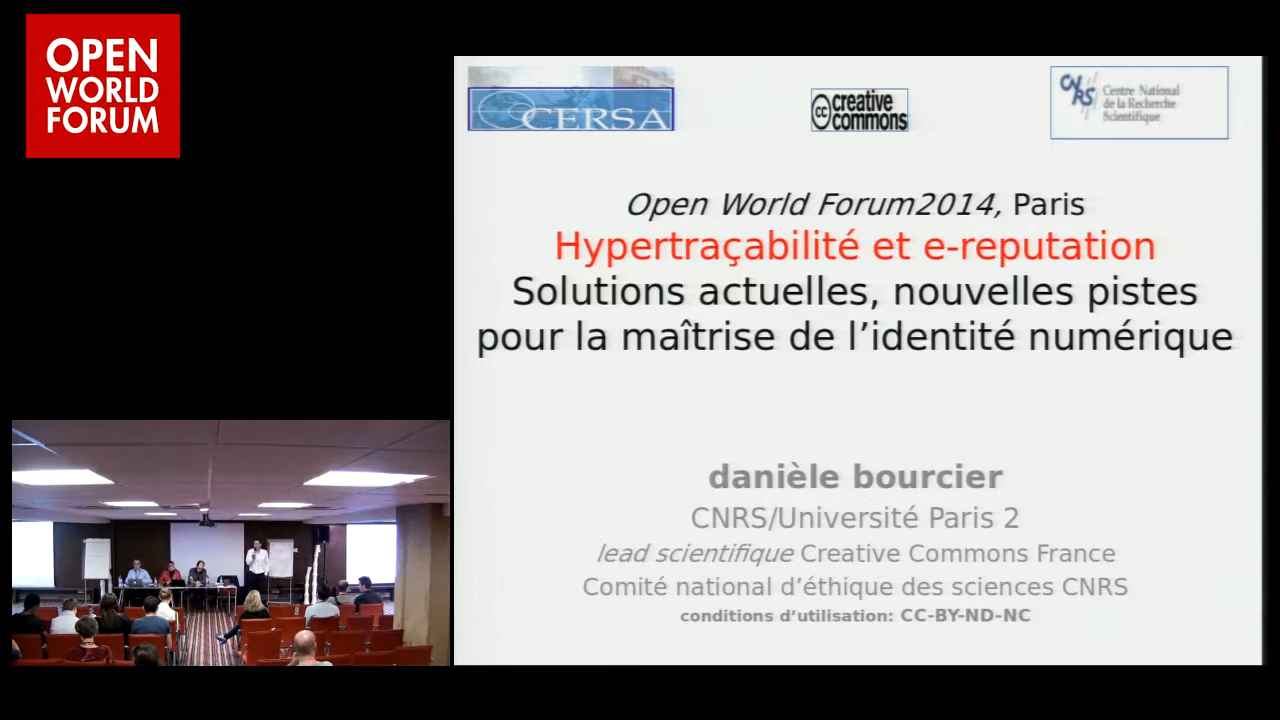 OPEN
WORLD
FORUM
CERSA
cc creative commons
CNRS Centre National
de la Recherche
Scientifique
Open World Forum2014, Paris
Hypertraçabilité et e-reputation
Solutions actuelles, nouvelles pistes
pour la maîtrise de l’identité numérique
danièle bourcier
CNRS/Université Paris 2
lead scientifique Creative Commons France
Comité national d’éthique des sciences CNRS
conditions d’utilisation: CC-BY-ND-NC